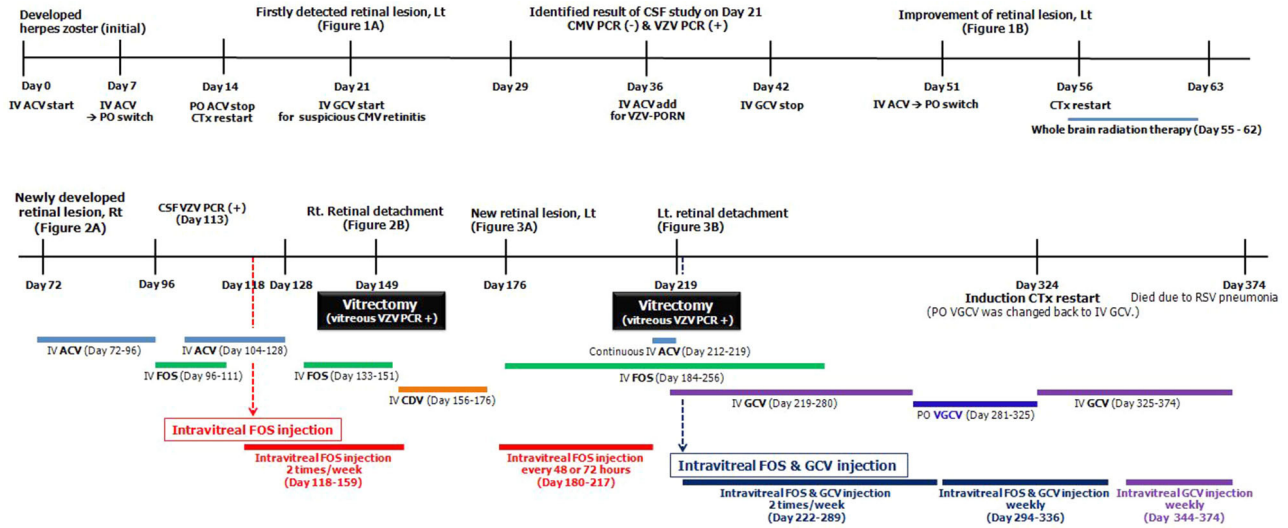 Developed
herpes zoster (initial)
Firstly detected retinal lesion, Lt
(Figure 1A)
Identified result of CSF study on Day 21
CMV PCR (-) & VZV PCR (+)
Improvement of retinal lesion, Lt
(Figure 1B)
Day 0
Day 7
Day 14
Day 21
Day 29
Day 36
Day 42
Day 51
Day 56
Day 63
IV ACV start
IV ACV
→ PO switch
PO ACV stop
CTx restart
IV GCV start
for suspicious CMV retinitis
IV ACV add
for VZV-PORN
IV GCV stop
IV ACV → PO switch
CTx restart
Whole brain radiation therapy (Day 55 - 62)
Newly developed
retinal lesion, Rt
(Figure 2A)
CSF VZV PCR (+)
(Day 113)
Rt. Retinal detachment
(Figure 2B)
New retinal lesion, Lt
(Figure 3A)
Lt. retinal detachment
(Figure 3B)
Day 72
Day 96
Day 118
Day 128
Day 149
Day 176
Day 219
Day 324
Day 374
Vitrectomy
(vitreous VZV PCR +)
Vitrectomy
(vitreous VZV PCR +)
Induction CTx restart
(PO VGCV was changed back to IV GCV.)
Died due to RSV pneumonia
IV ACV (Day 72-96)
IV ACV (Day 104-128)
Continuous IV ACV (Day 212-219)
IV FOS (Day 96-111)
IV FOS (Day 133-151)
IV FOS (Day 184-256)
IV CDV (Day 156-176)
IV GCV (Day 219-280)
PO VGCV (Day 281-325)
IV GCV (Day 325-374)
Intravitreal FOS injection
Intravitreal FOS injection
2 times/week
(Day 118-159)
Intravitreal FOS injection
every 48 or 72 hours
(Day 180-217)
Intravitreal FOS & GCV injection
Intravitreal FOS & GCV injection
2 times/week
(Day 222-289)
Intravitreal FOS & GCV injection
weekly
(Day 294-336)
Intravitreal GCV injection
weekly
(Day 344-374)